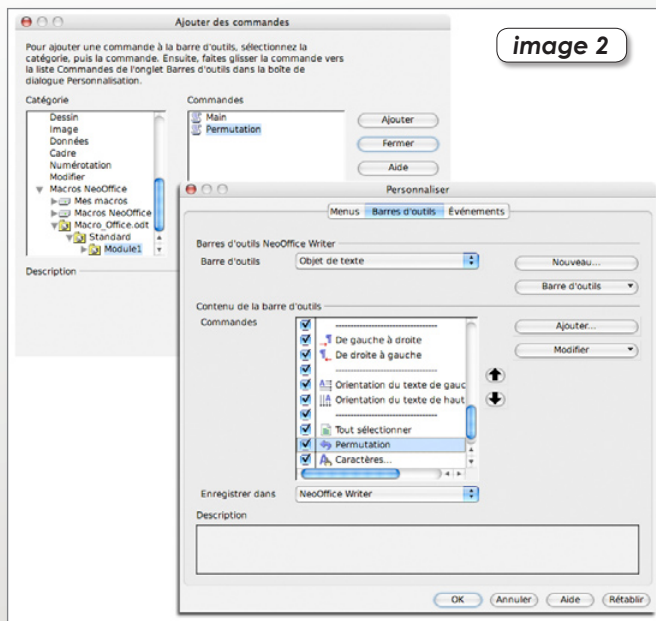 Ajouter des commandes
image 2
Pour ajouter une commande à la barre d'outils, sélectionnez la
catégorie, puis la commande. Ensuite, faites glisser la commande vers
la liste Commandes de l'onglet Barres d'outils dans la boîte de
dialogue Personnalisation.
Catégorie
Commandes
Dessin
Image
Données
Cadre
Numérotation
Modifier
Macros NeoOffice
Mes macros
Macros NeoOffice
Macro_Office.odt
Standard
Module1
Main
Permutation
Ajouter
Fermer
Aide
Description
Personnaliser
Menus
Barres d'outils
Événements
Barres d'outils NeoOffice Writer
Barre d'outils
Objet de texte
Nouveau...
Barre d'outils
Contenu de la barre d'outils
Commandes
De gauche à droite
De droite à gauche
Orientation du texte de gauc
Orientation du texte de haut
Tout sélectionner
Permutation
Caractères...
Ajouter...
Modifier
Enregistrer dans
NeoOffice Writer
Description
OK
Annuler
Aide
Rétablir